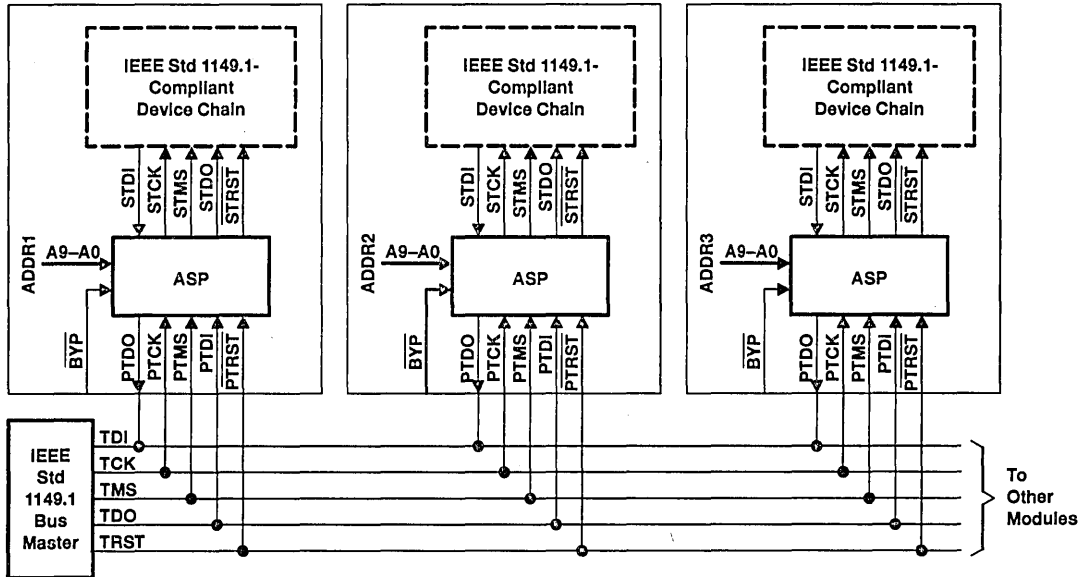 IEEE Std 1149.1-
Compliant
Device Chain
STDI
STCK
STMS
STDO
STRST
ADDR1
A9–A0
ASP
BYP
PTDO
PTCK
PTMS
PTDI
PTRST
IEEE Std 1149.1-
Compliant
Device Chain
STDI
STCK
STMS
STDO
STRST
ADDR2
A9–A0
ASP
BYP
PTDO
PTCK
PTMS
PTDI
PTRST
IEEE Std 1149.1-
Compliant
Device Chain
STDI
STCK
STMS
STDO
STRST
ADDR3
A9–A0
ASP
BYP
PTDO
PTCK
PTMS
PTDI
PTRST
IEEE
Std
1149.1
Bus
Master
TDI
TCK
TMS
TDO
TRST
To
Other
Modules